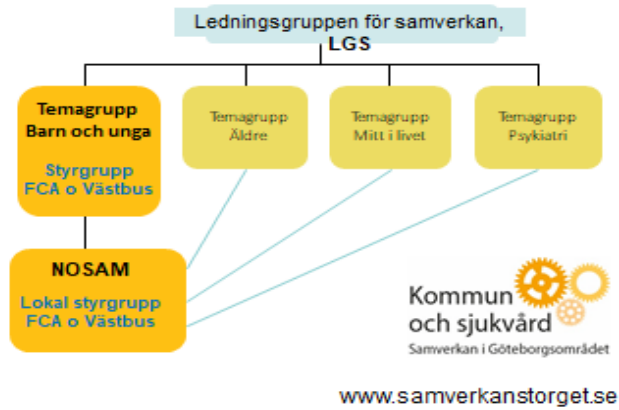 Ledningsgruppen för samverkan,
LGS
Temagrupp
Barn och unga
Styrgrupp
FCA o Västbus
Temagrupp
Äldre
Temagrupp
Mitt i livet
Temagrupp
Psykiatri
NOSAM
Lokal styrgrupp
FCA o Västbus
Kommun
och sjukvård
Samverkan i Göteborgsområdet
www.samverkanstorget.se